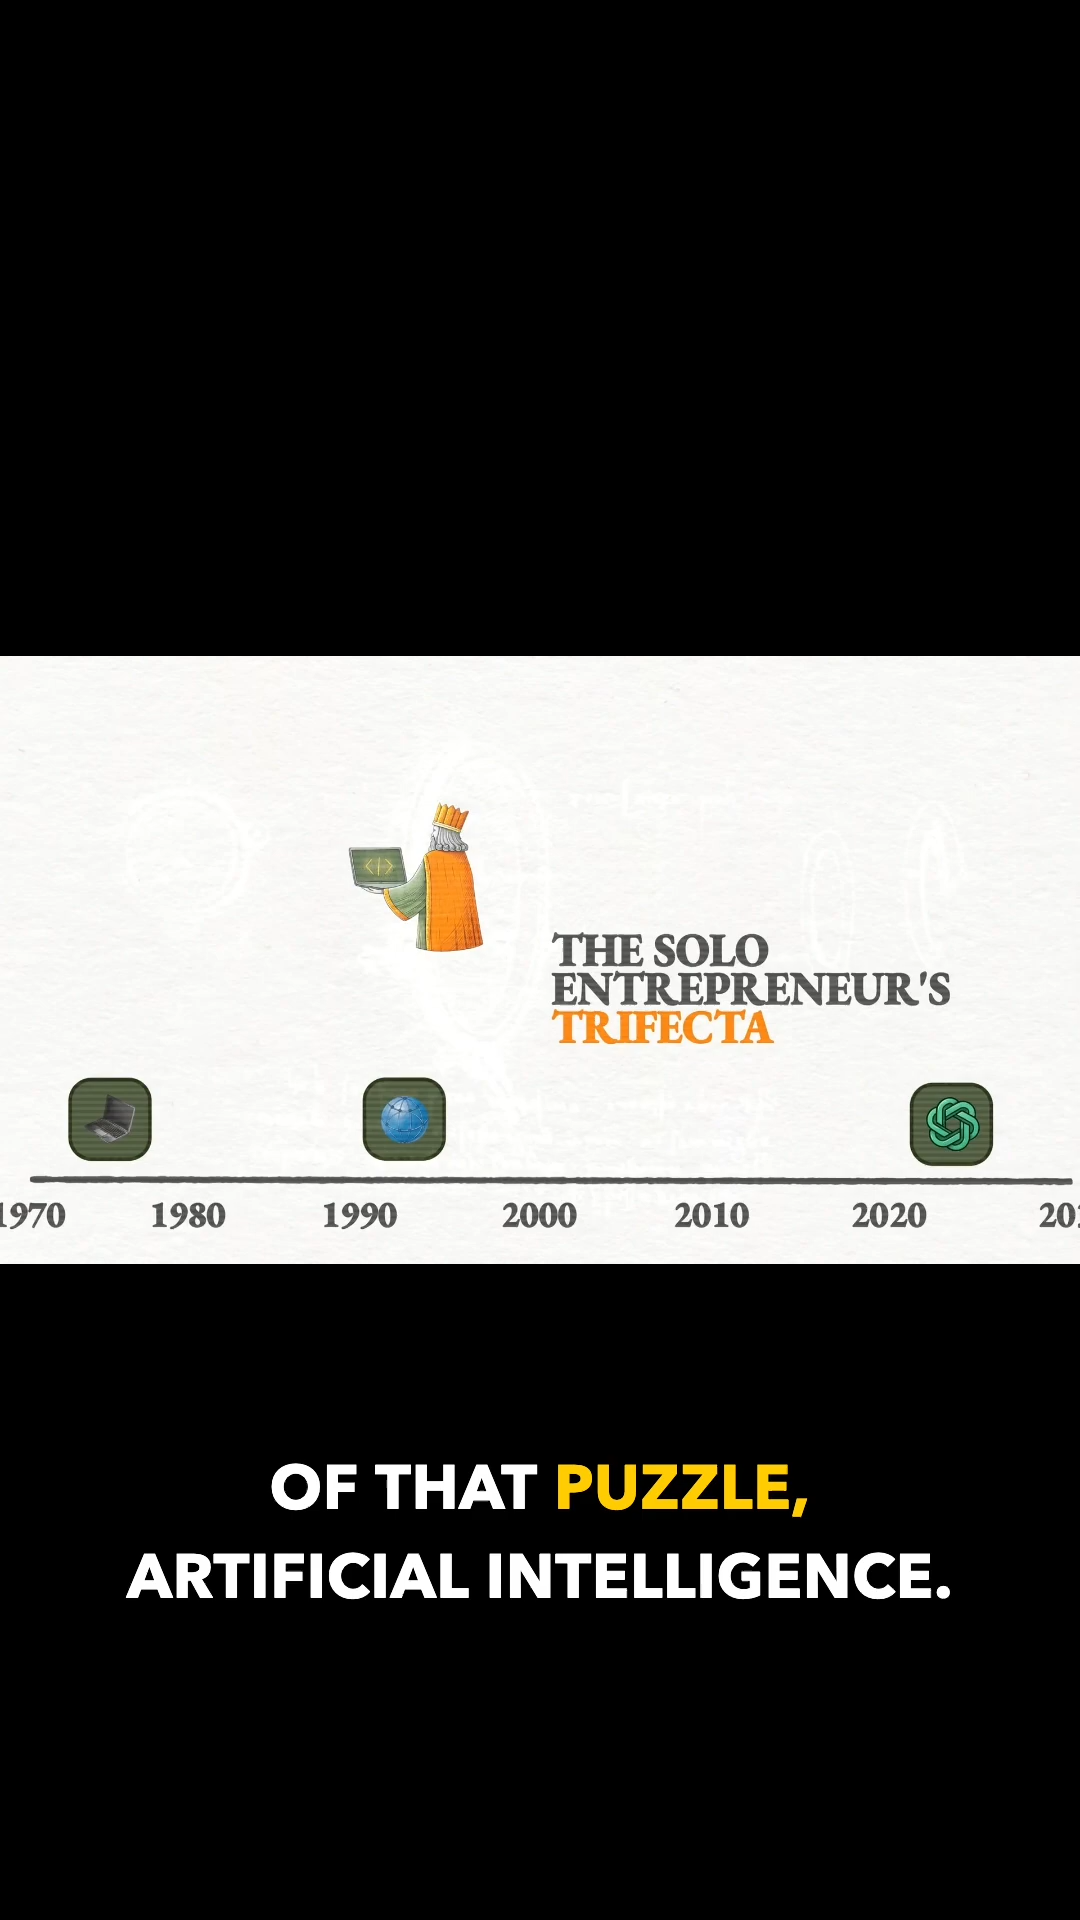 </>
THE SOLO
ENTREPRENEUR'S
TRIFECTA
1970 1980 1990 2000 2010 2020
OF THAT PUZZLE,
ARTIFICIAL INTELLIGENCE.